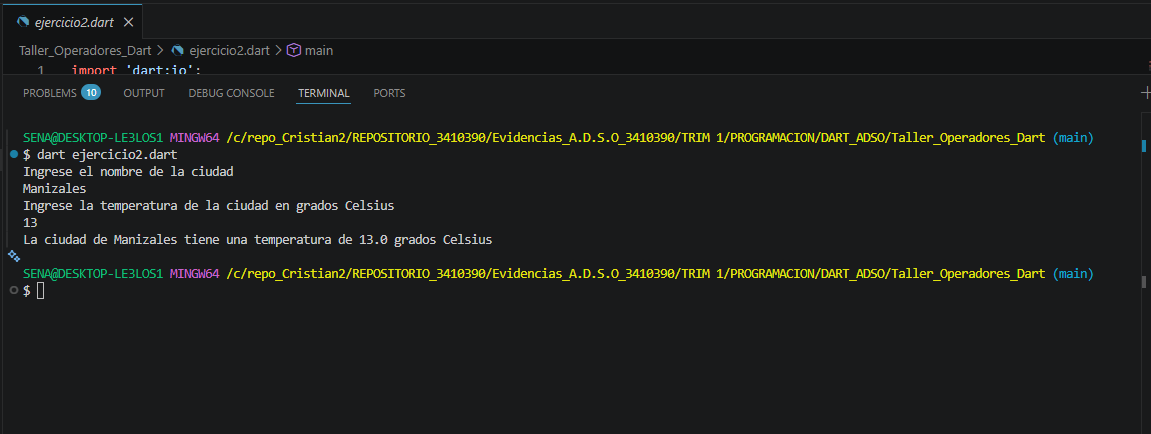 ejercicio2.dart
Taller_Operadores_Dart > ejercicio2.dart > main
1 import 'dart:io';
PROBLEMS 10 OUTPUT DEBUG CONSOLE TERMINAL PORTS
SENA@DESKTOP-LE3LOS1 MINGW64 /c/repo_Cristian2/REPOSITORIO_3410390/Evidencias_A.D.S.O_3410390/TRIM 1/PROGRAMACION/DART_ADSO/Taller_Operadores_Dart (main)
$ dart ejercicio2.dart
Ingrese el nombre de la ciudad
Manizales
Ingrese la temperatura de la ciudad en grados Celsius
13
La ciudad de Manizales tiene una temperatura de 13.0 grados Celsius
SENA@DESKTOP-LE3LOS1 MINGW64 /c/repo_Cristian2/REPOSITORIO_3410390/Evidencias_A.D.S.O_3410390/TRIM 1/PROGRAMACION/DART_ADSO/Taller_Operadores_Dart (main)
$